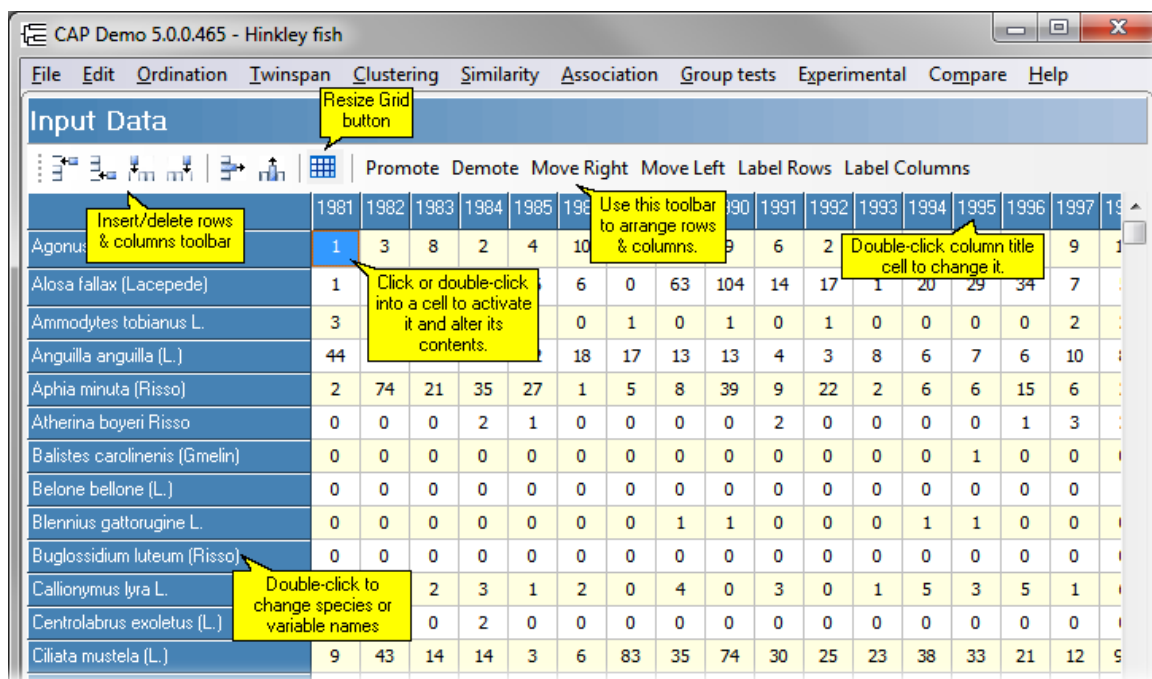 CAP Demo 5.0.0.465 - Hinkley fish
File Edit Ordination Twinspan Clustering Similarity Association Group tests Experimental Compare Help
Input Data
Resize Grid
button
Promote Demote Move Right Move Left Label Rows Label Columns
Insert/delete rows
& columns toolbar
Use this toolbar
to arrange rows
& columns.
Double-click column title
cell to change it.
1981 1982 1983 1984 1985 1991 1992 1993 1994 1995 1996 1997
Agonus 1 3 8 2 4 10 9 6 2 9
Click or double-click
into a cell to activate
it and alter its
contents.
Alosa fallax (Lacepede) 1 6 0 63 104 14 17 1 20 29 34 7
Ammodytes tobianus L. 3 0 1 0 1 0 1 0 0 0 0 2
Anguilla anguilla (L.) 44 18 17 13 13 4 3 8 6 7 6 10
Aphia minuta (Risso) 2 74 21 35 27 1 5 8 39 9 22 2 6 6 15 6
Atherina boyeri Risso 0 0 0 2 1 0 0 0 0 2 0 0 0 0 1 3
Balistes carolinenis (Gmelin) 0 0 0 0 0 0 0 0 0 0 0 0 0 1 0 0
Belone bellone (L.) 0 0 0 0 0 0 0 0 0 0 0 0 0 0 0 0
Blennius gattorugine L. 0 0 0 0 0 0 0 1 1 0 0 0 1 1 0 0
Buglossidium luteum (Risso) 0 0 0 0 0 0 0 0 0 0 0 0 0 0 0 0
Double-click to
change species or
variable names
Callionymus lyra L. 2 3 1 2 0 4 0 3 0 1 5 3 5 1
Centrolabrus exoletus (L.) 0 2 0 0 0 0 0 0 0 0 0 0 0 0
Ciliata mustela (L.) 9 43 14 14 3 6 83 35 74 30 25 23 38 33 21 12